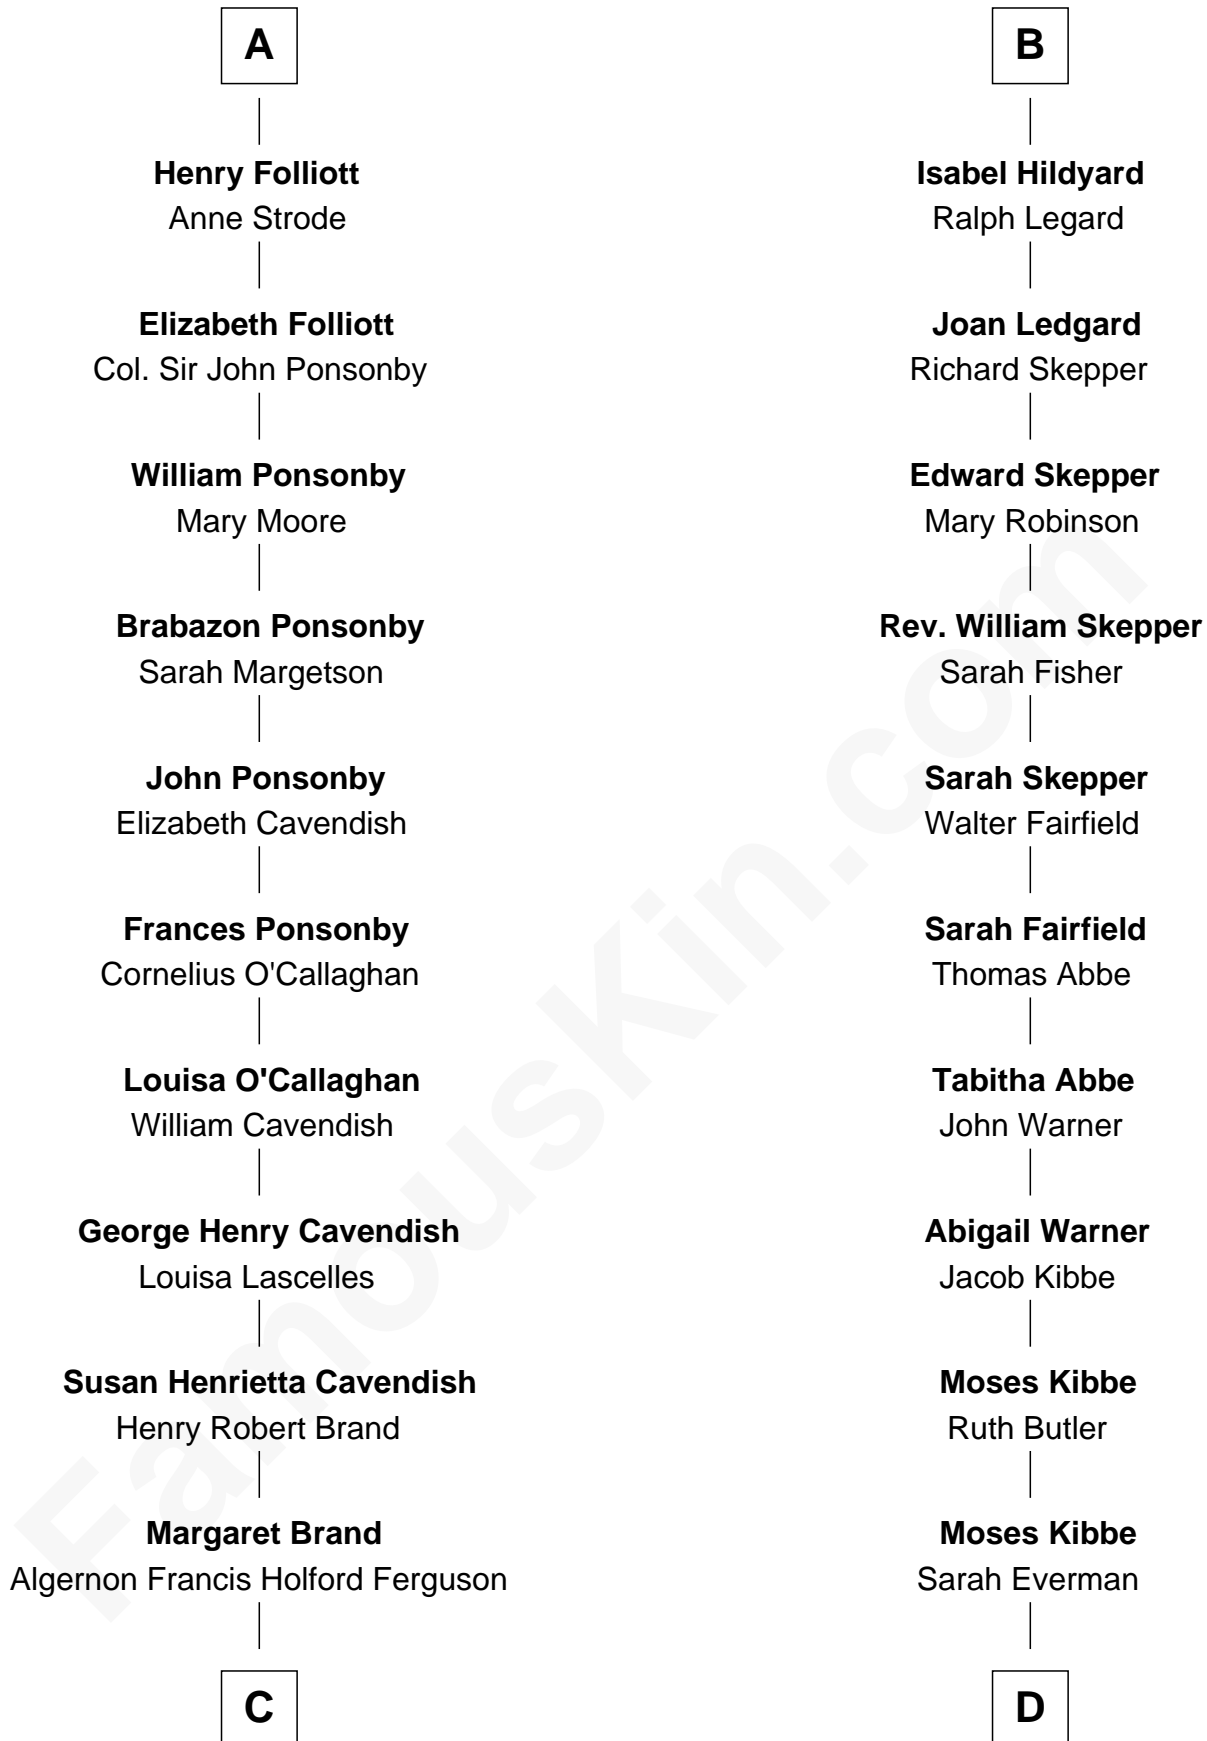 A
Henry Folliott
Anne Strode
Elizabeth Folliott
Col. Sir John Ponsonby
William Ponsonby
Mary Moore
Brabazon Ponsonby
Sarah Margetson
John Ponsonby
Elizabeth Cavendish
Frances Ponsonby
Cornelius O'Callaghan
Louisa O'Callaghan
William Cavendish
George Henry Cavendish
Louisa Lascelles
Susan Henrietta Cavendish
Henry Robert Brand
Margaret Brand
Algernon Francis Holford Ferguson
C
B
Isabel Hildyard
Ralph Legard
Joan Ledgard
Richard Skepper
Edward Skepper
Mary Robinson
Rev. William Skepper
Sarah Fisher
Sarah Skepper
Walter Fairfield
Sarah Fairfield
Thomas Abbe
Tabitha Abbe
John Warner
Abigail Warner
Jacob Kibbe
Moses Kibbe
Ruth Butler
Moses Kibbe
Sarah Everman
D
FamousKin.com